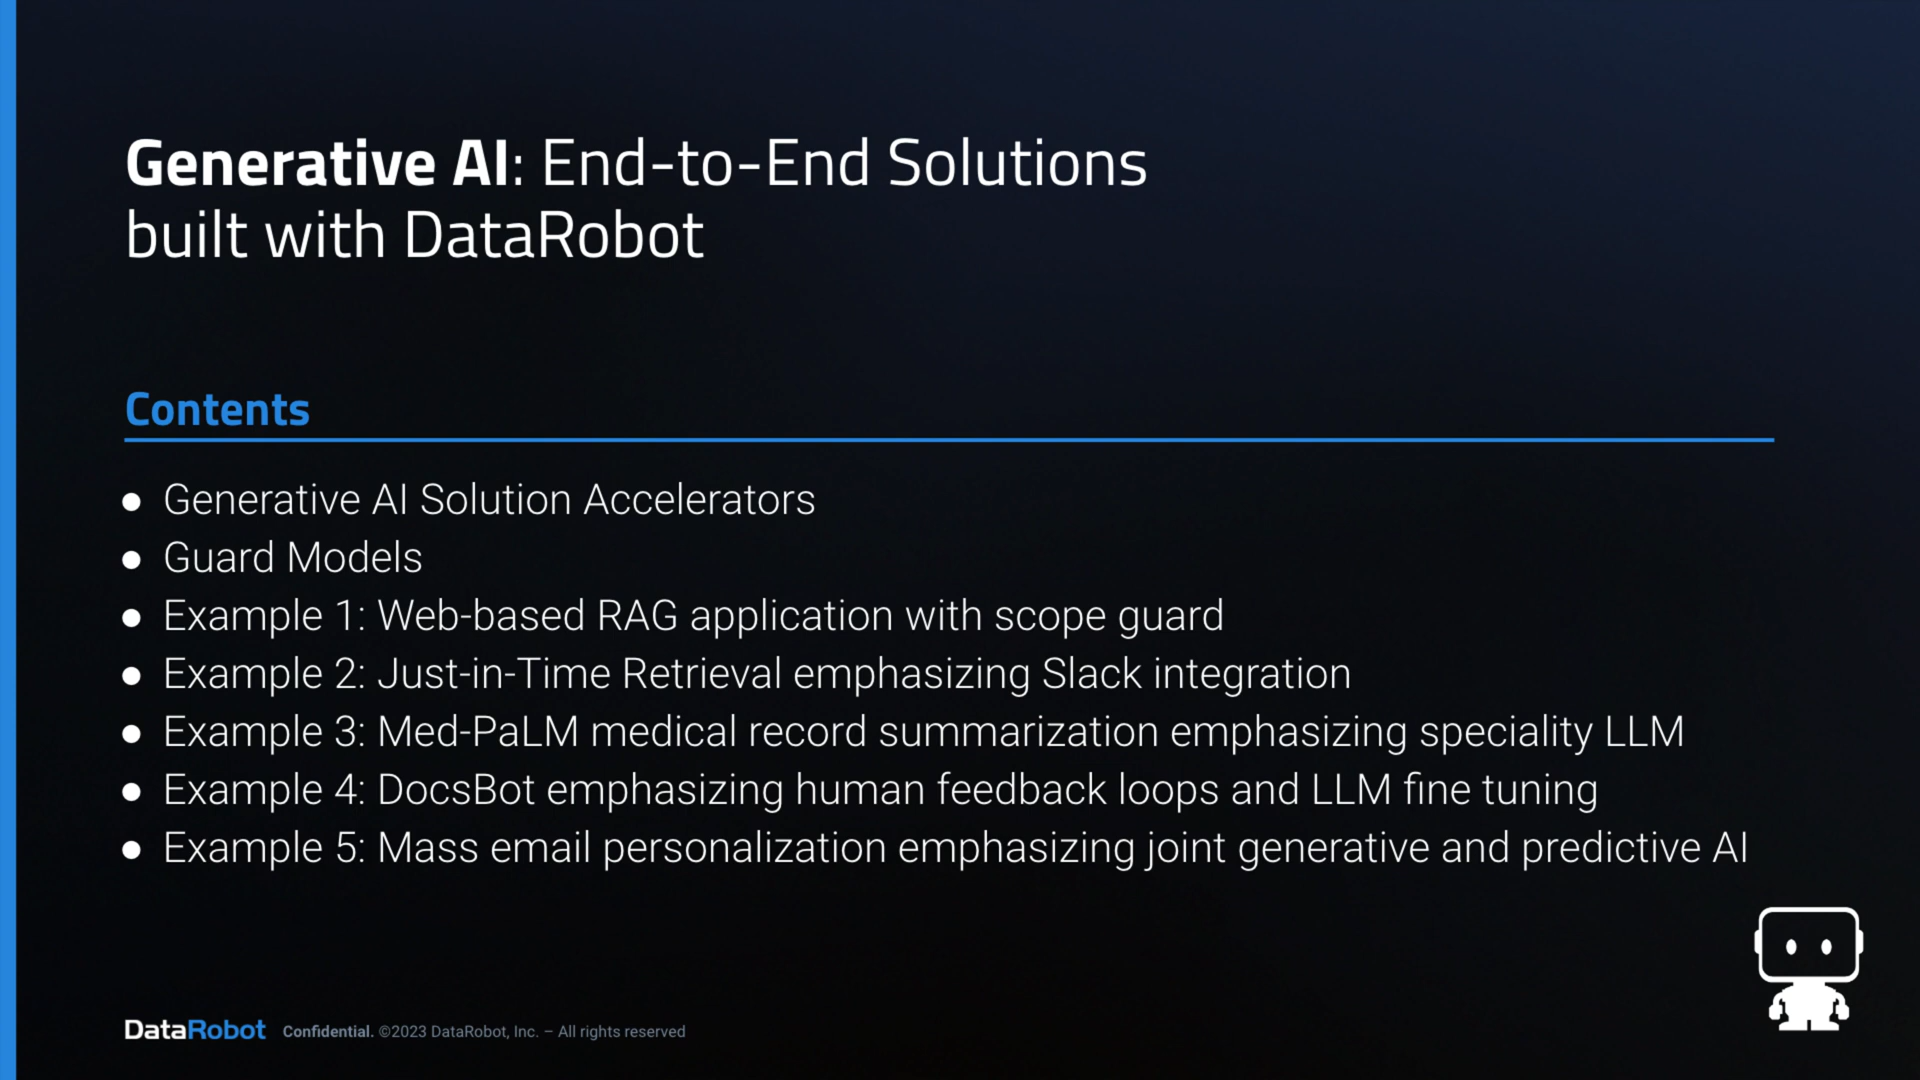 Generative AI: End-to-End Solutions
built with DataRobot
Contents
● Generative AI Solution Accelerators
● Guard Models
● Example 1: Web-based RAG application with scope guard
● Example 2: Just-in-Time Retrieval emphasizing Slack integration
● Example 3: Med-PaLM medical record summarization emphasizing speciality LLM
● Example 4: DocsBot emphasizing human feedback loops and LLM fine tuning
● Example 5: Mass email personalization emphasizing joint generative and predictive AI
DataRobot Confidential. ©2023 DataRobot, Inc. – All rights reserved